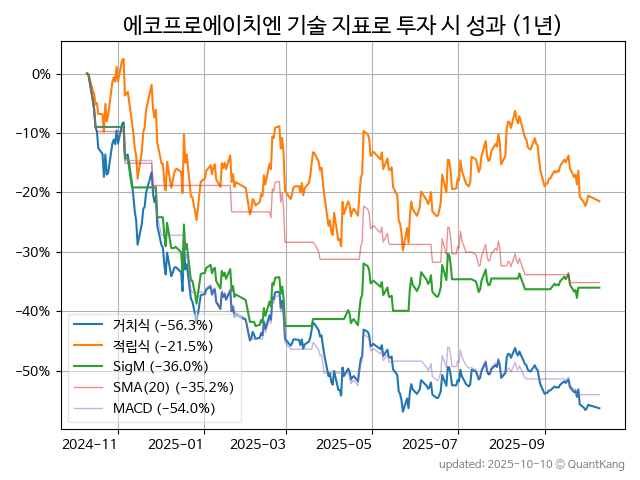 에코프로에이치엔 기술 지표로 투자 시 성과 (1년)
0%
−10%
−20%
−30%
−40%
−50%
거치식 (−56.3%)
적립식 (−21.5%)
SigM (−36.0%)
SMA(20) (−35.2%)
MACD (−54.0%)
2024−11
2025−01
2025−03
2025−05
2025−07
2025−09
updated: 2025−10−10 © QuantKang